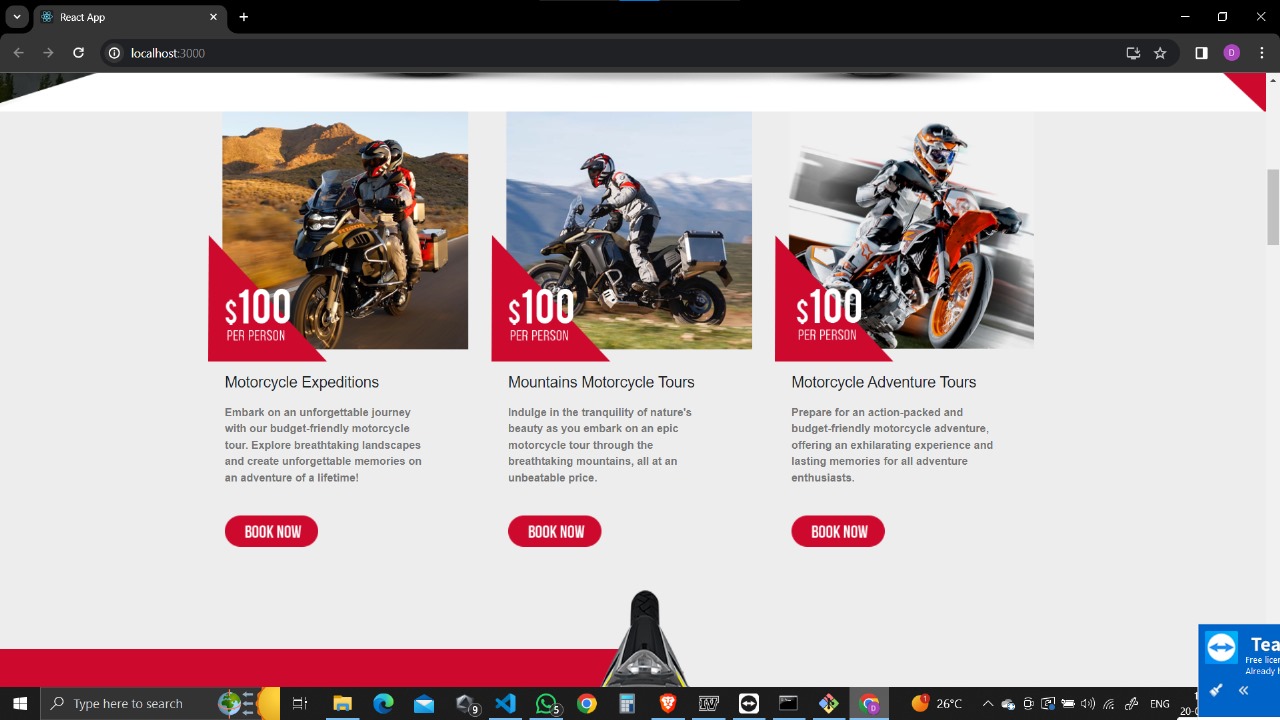 React App
localhost:3000
D
$100
PER PERSON
$100
PER PERSON
$100
PER PERSON
Motorcycle Expeditions
Embark on an unforgettable journey
with our budget-friendly motorcycle
tour. Explore breathtaking landscapes
and create unforgettable memories on
an adventure of a lifetime!
BOOK NOW
Mountains Motorcycle Tours
Indulge in the tranquility of nature's
beauty as you embark on an epic
motorcycle tour through the
breathtaking mountains, all at an
unbeatable price.
BOOK NOW
Motorcycle Adventure Tours
Prepare for an action-packed and
budget-friendly motorcycle adventure,
offering an exhilarating experience and
lasting memories for all adventure
enthusiasts.
BOOK NOW
Tea
Free licen
Already h
Type here to search
9
5
D
1
26°C
ENG
20-0